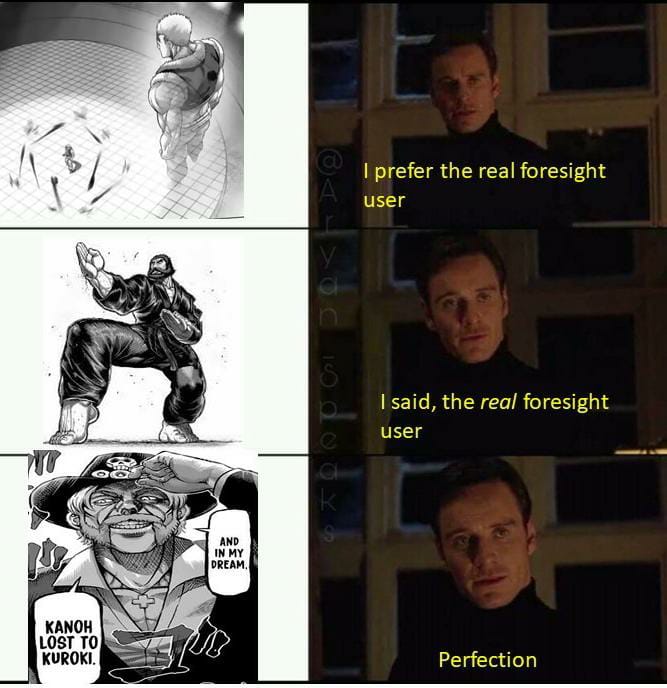 I prefer the real foresight
user
@Aryan_Speaks
I said, the real foresight
user
AND
IN MY
DREAM,
KANOH
LOST TO
KUROKI.
Perfection